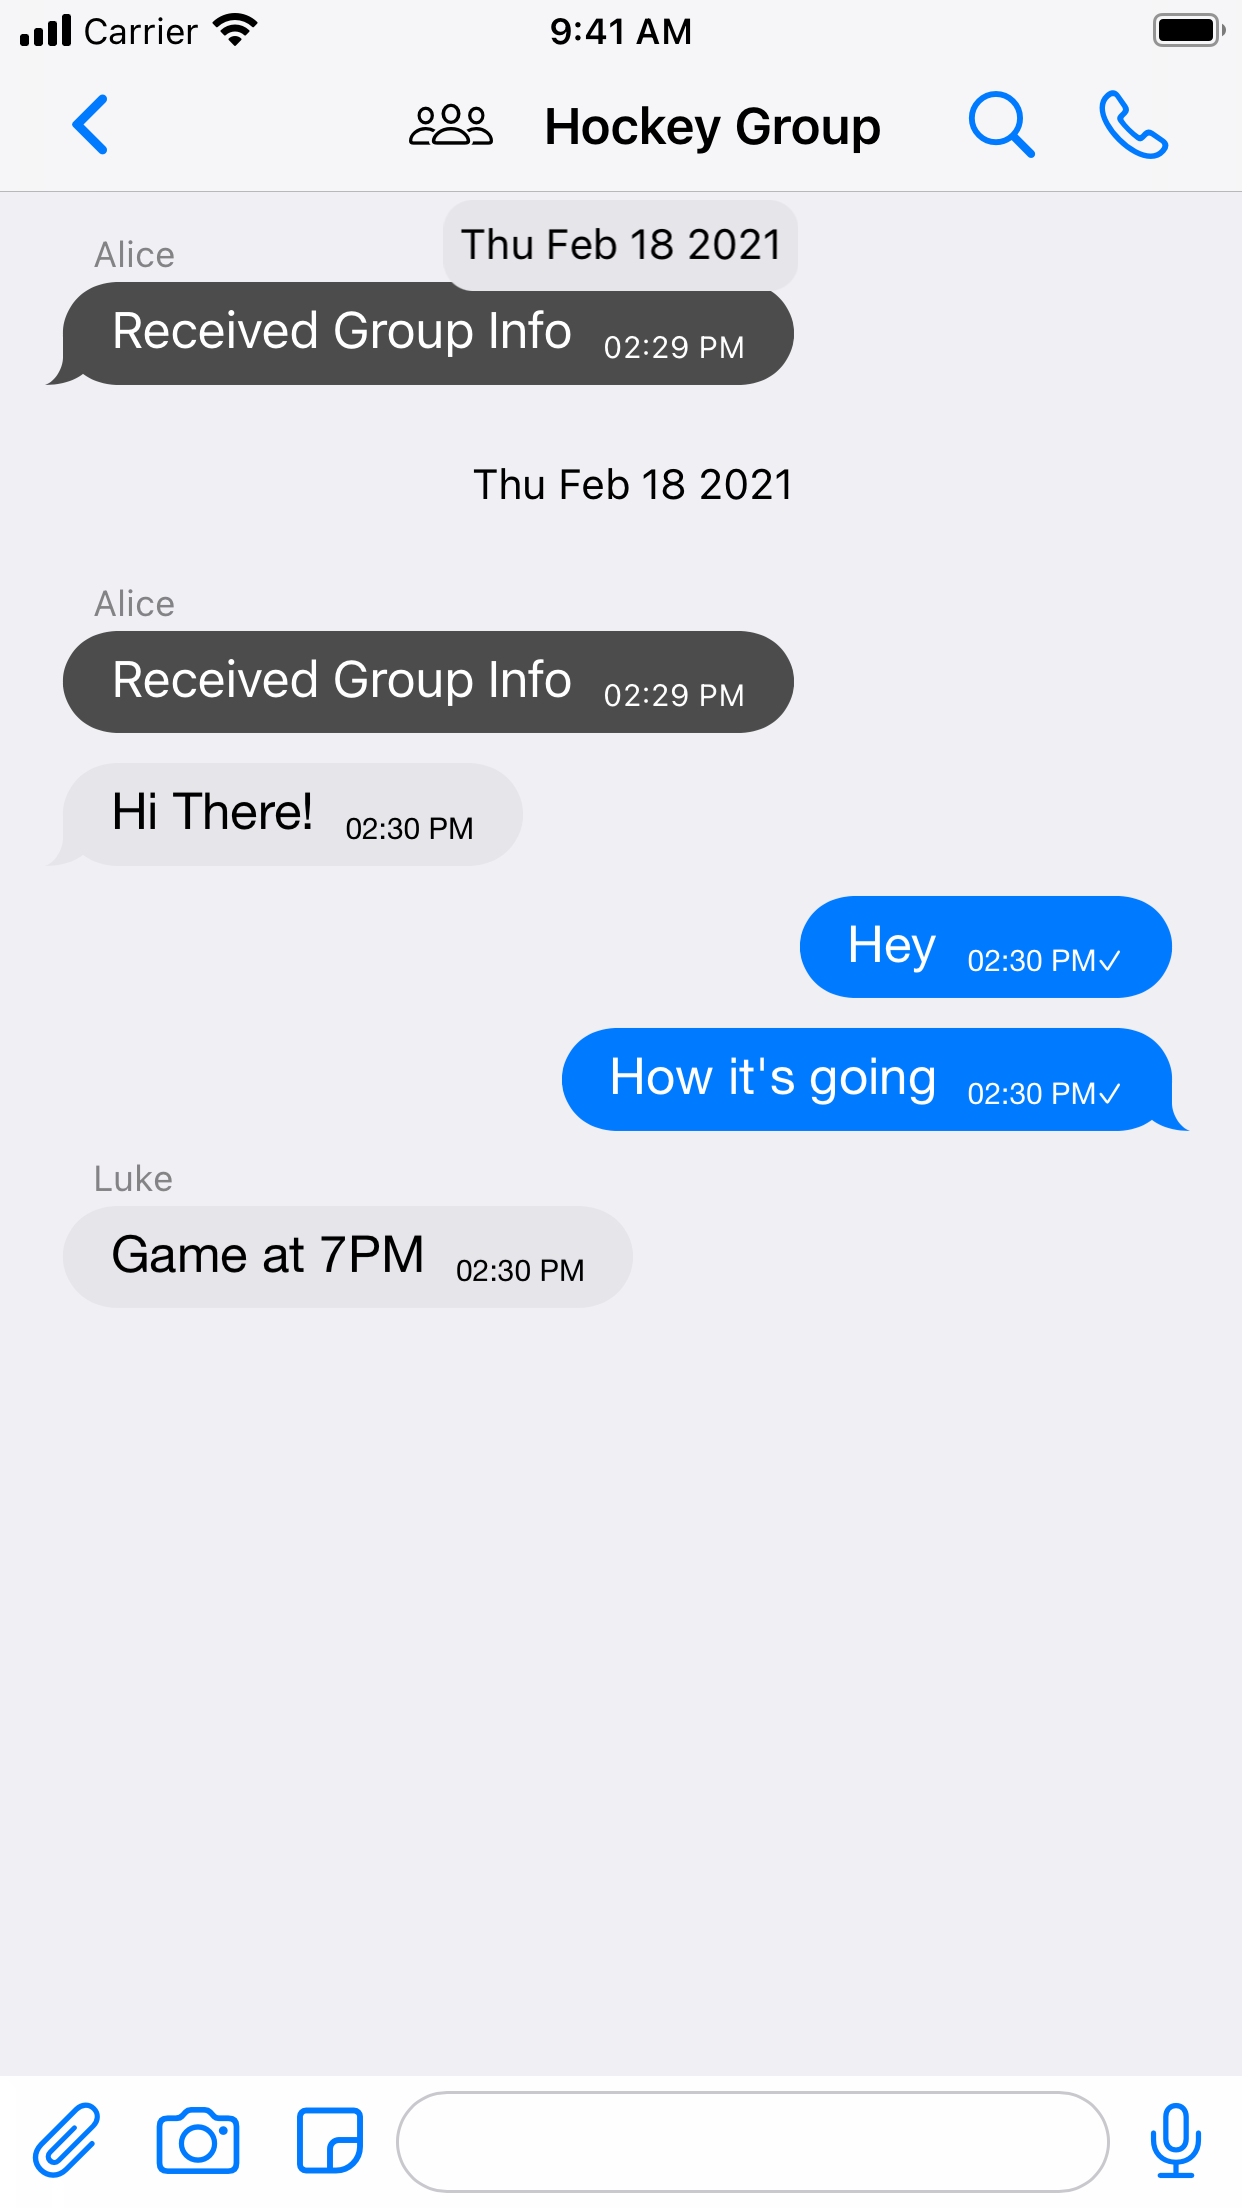 Carrier 9:41 AM
Hockey Group
Thu Feb 18 2021
Alice
Received Group Info 02:29 PM
Thu Feb 18 2021
Alice
Received Group Info 02:29 PM
Hi There! 02:30 PM
Hey 02:30 PM✓
How it's going 02:30 PM✓
Luke
Game at 7PM 02:30 PM